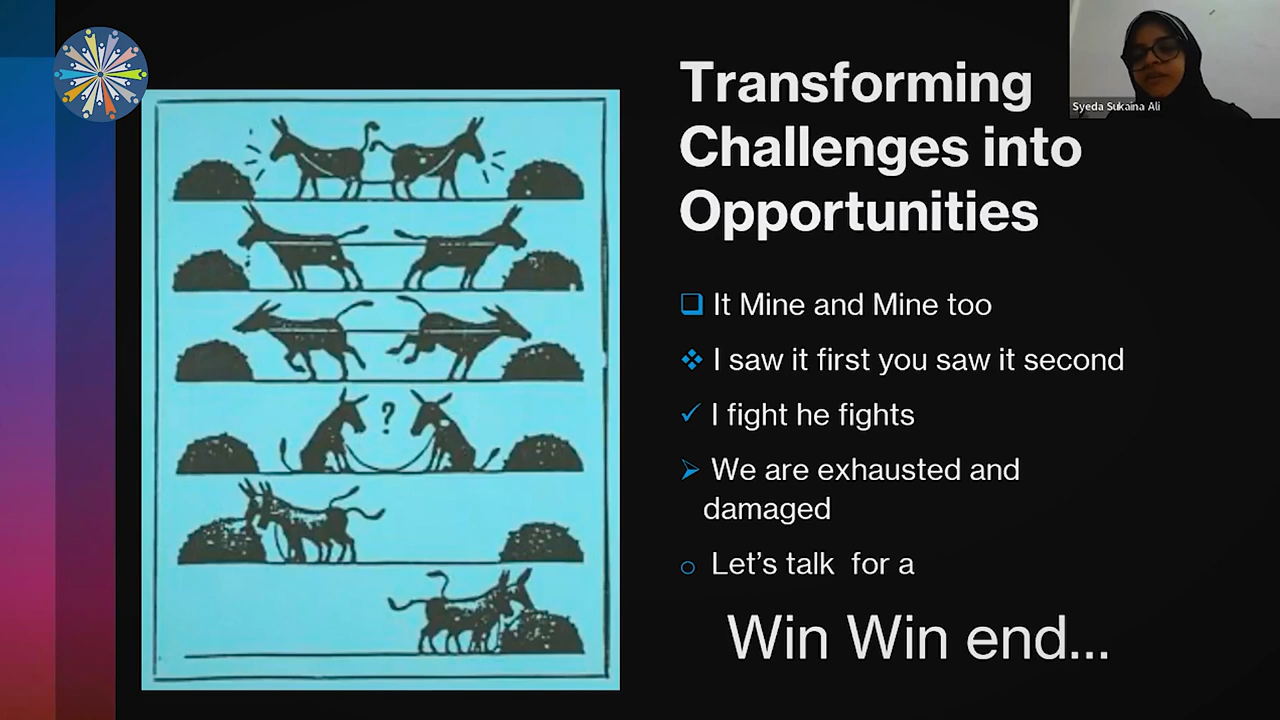 Transforming
Challenges into
Opportunities
Syeda Sukaina Ali
It Mine and Mine too
I saw it first you saw it second
I fight he fights
We are exhausted and
damaged
Let’s talk for a
Win Win end...
?